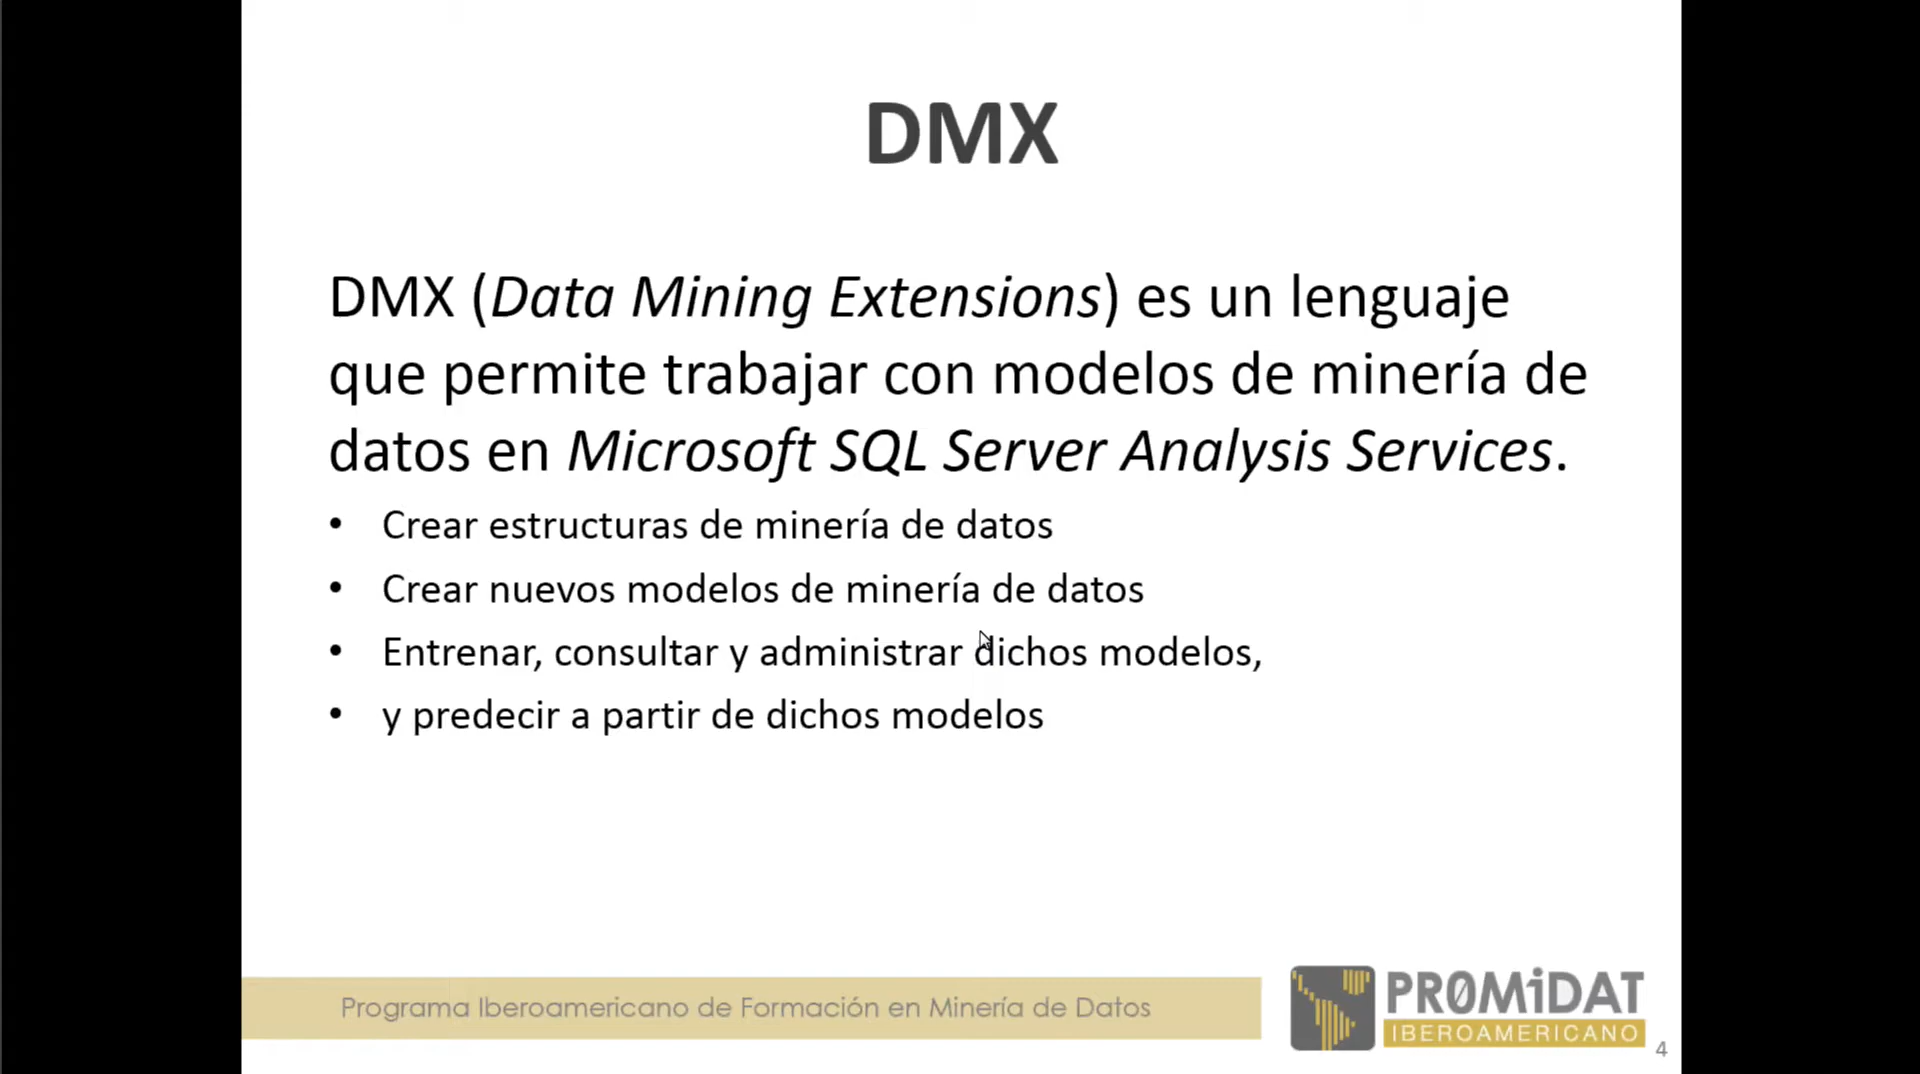 DMX
DMX (Data Mining Extensions) es un lenguaje
que permite trabajar con modelos de minería de
datos en Microsoft SQL Server Analysis Services.
• Crear estructuras de minería de datos
• Crear nuevos modelos de minería de datos
• Entrenar, consultar y administrar dichos modelos,
• y predecir a partir de dichos modelos
Programa Iberoamericano de Formación en Minería de Datos
PR0MiDAT
IBEROAMERICANO
4